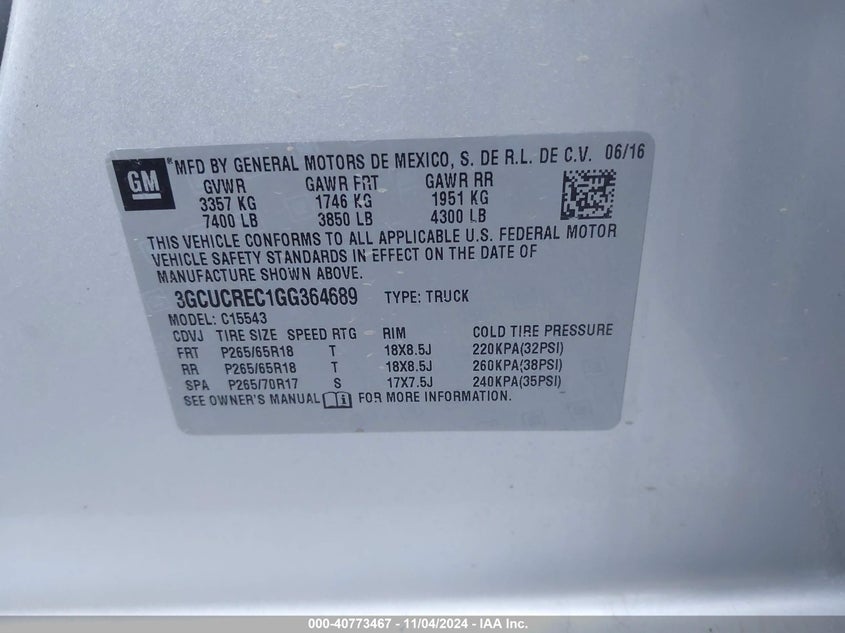 GM
® MFD BY GENERAL MOTORS DE MEXICO, S. DE R.L. DE C.V. 06/16
GVWR GAWR FRT GAWR RR
3357 KG 1746 KG 1951 KG
7400 LB 3850 LB 4300 LB
THIS VEHICLE CONFORMS TO ALL APPLICABLE U.S. FEDERAL MOTOR
VEHICLE SAFETY STANDARDS IN EFFECT ON THE DATE OF
MANUFACTURE SHOWN ABOVE.
3GCUCREC1GG364689 TYPE: TRUCK
MODEL: C15543
CDVJ TIRE SIZE SPEED RTG RIM COLD TIRE PRESSURE
FRT P265/65R18 T 18X8.5J 220KPA(32PSI)
RR P265/65R18 T 18X8.5J 260KPA(38PSI)
SPA P265/70R17 S 17X7.5J 240KPA(35PSI)
SEE OWNER'S MANUAL FOR MORE INFORMATION.
000-40773467 - 11/04/2024 - IAA Inc.